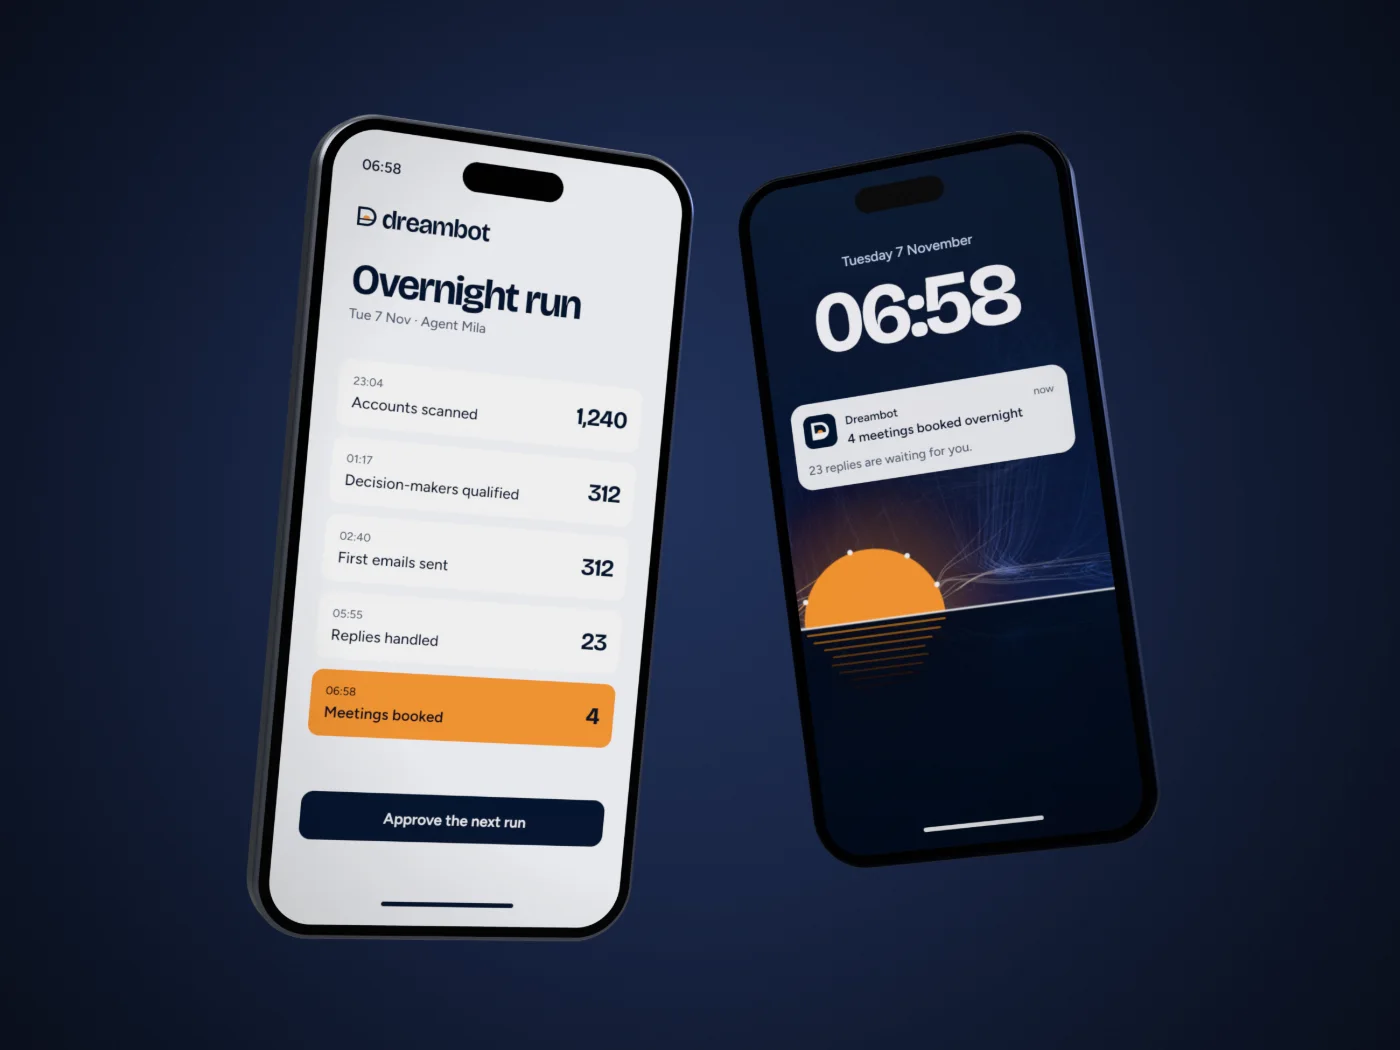 06:58
dreambot
Overnight run
Tue 7 Nov · Agent Mila
23:04
Accounts scanned
1,240
01:17
Decision-makers qualified
312
02:40
First emails sent
312
05:55
Replies handled
23
06:58
Meetings booked
4
Approve the next run
Tuesday 7 November
06:58
Dreambot
now
4 meetings booked overnight
23 replies are waiting for you.